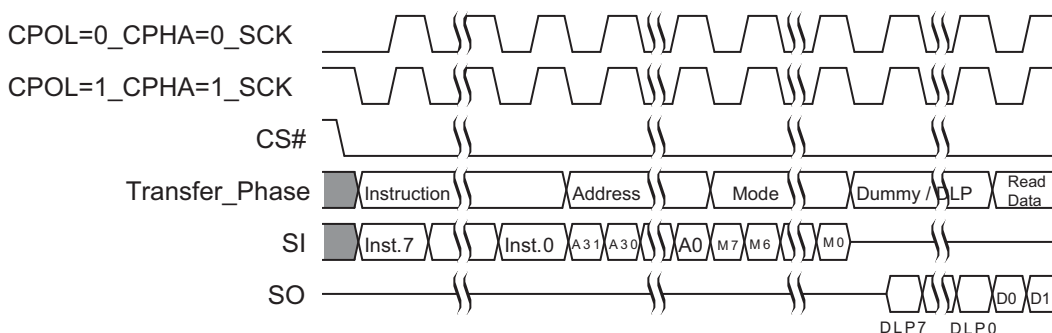 CPOL=0_CPHA=0_SCK
CPOL=1_CPHA=1_SCK
CS#
Transfer_Phase Instruction Address Mode Dummy / DLP Read Data
SI Inst.7 Inst.0 A31 A30 A0 M7 M6 M0
SO D0 D1
DLP7 DLP0